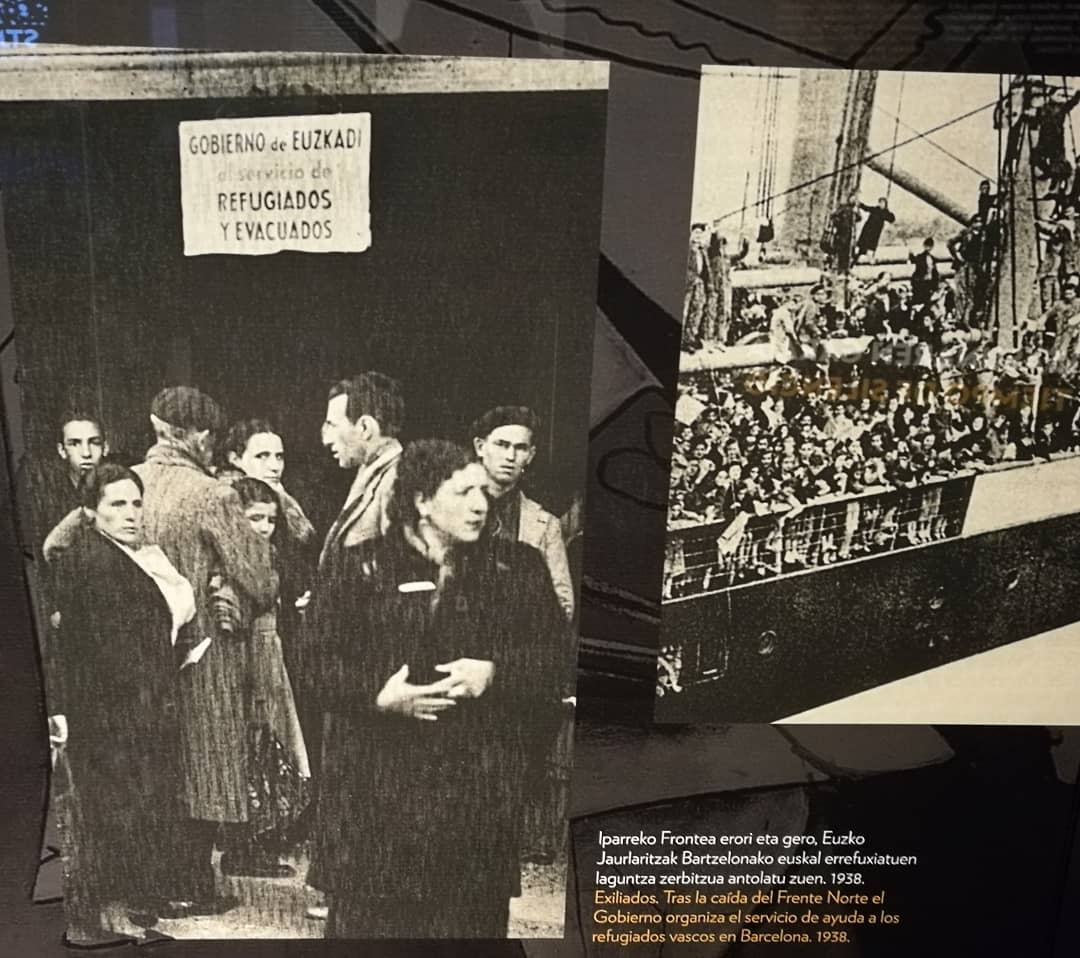 GOBIERNO de EUZKADI
al servicio de
REFUGIADOS
Y EVACUADOS
Iparreko Frontea erori eta gero, Euzko
Jaurlaritzak Bartzelonako euskal errefuxiatuen
laguntza zerbitzua antolatu zuen. 1938.
Exiliados. Tras la caída del Frente Norte el
Gobierno organiza el servicio de ayuda a los
refugiados vascos en Barcelona. 1938.